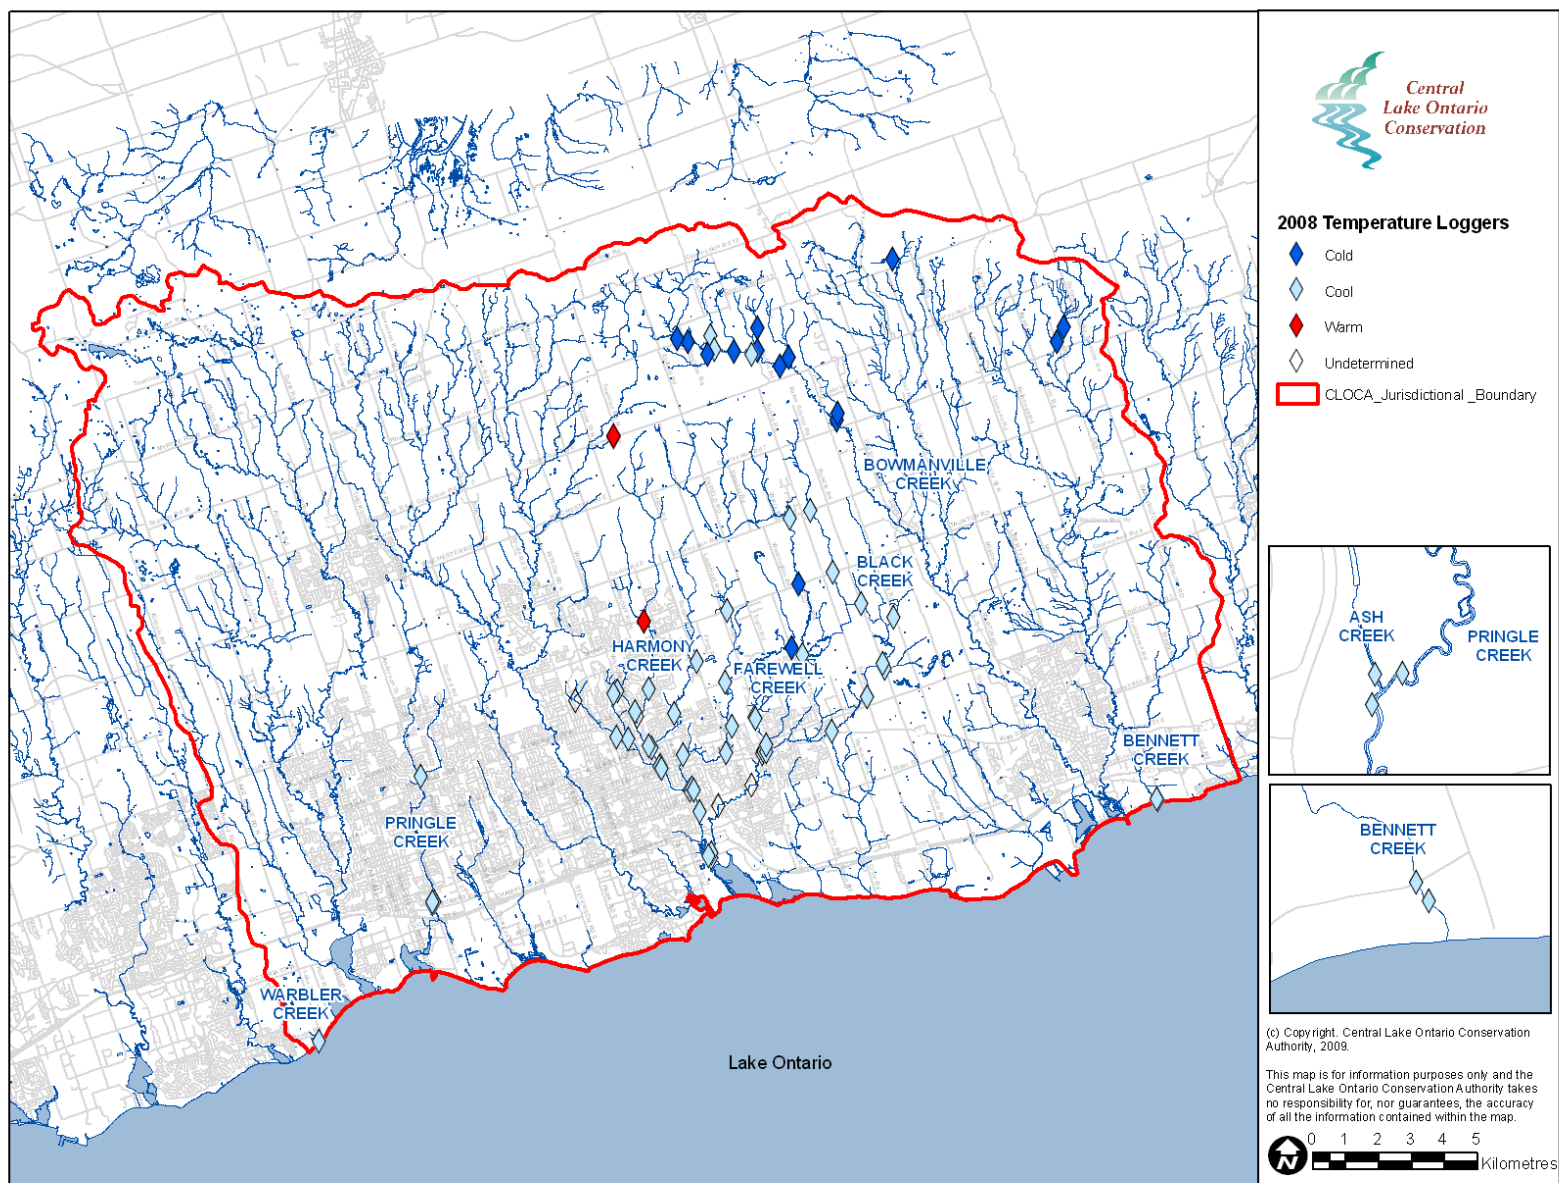 Central
Lake Ontario
Conservation
2008 Temperature Loggers
Cold
Cool
Warm
Undetermined
CLOCA_Jurisdictional_Boundary
BOWMANVILLE
CREEK
BLACK
CREEK
HARMONY
CREEK
FAREWELL
CREEK
BENNETT
CREEK
PRINGLE
CREEK
WARBLER
CREEK
Lake Ontario
ASH
CREEK
PRINGLE
CREEK
BENNETT
CREEK
(c) Copyright. Central Lake Ontario Conservation
Authority, 2009.
This map is for information purposes only and the
Central Lake Ontario Conservation Authority takes
no responsibility for, nor guarantees, the accuracy
of all the information contained within the map.
N
0 1 2 3 4 5
Kilometres